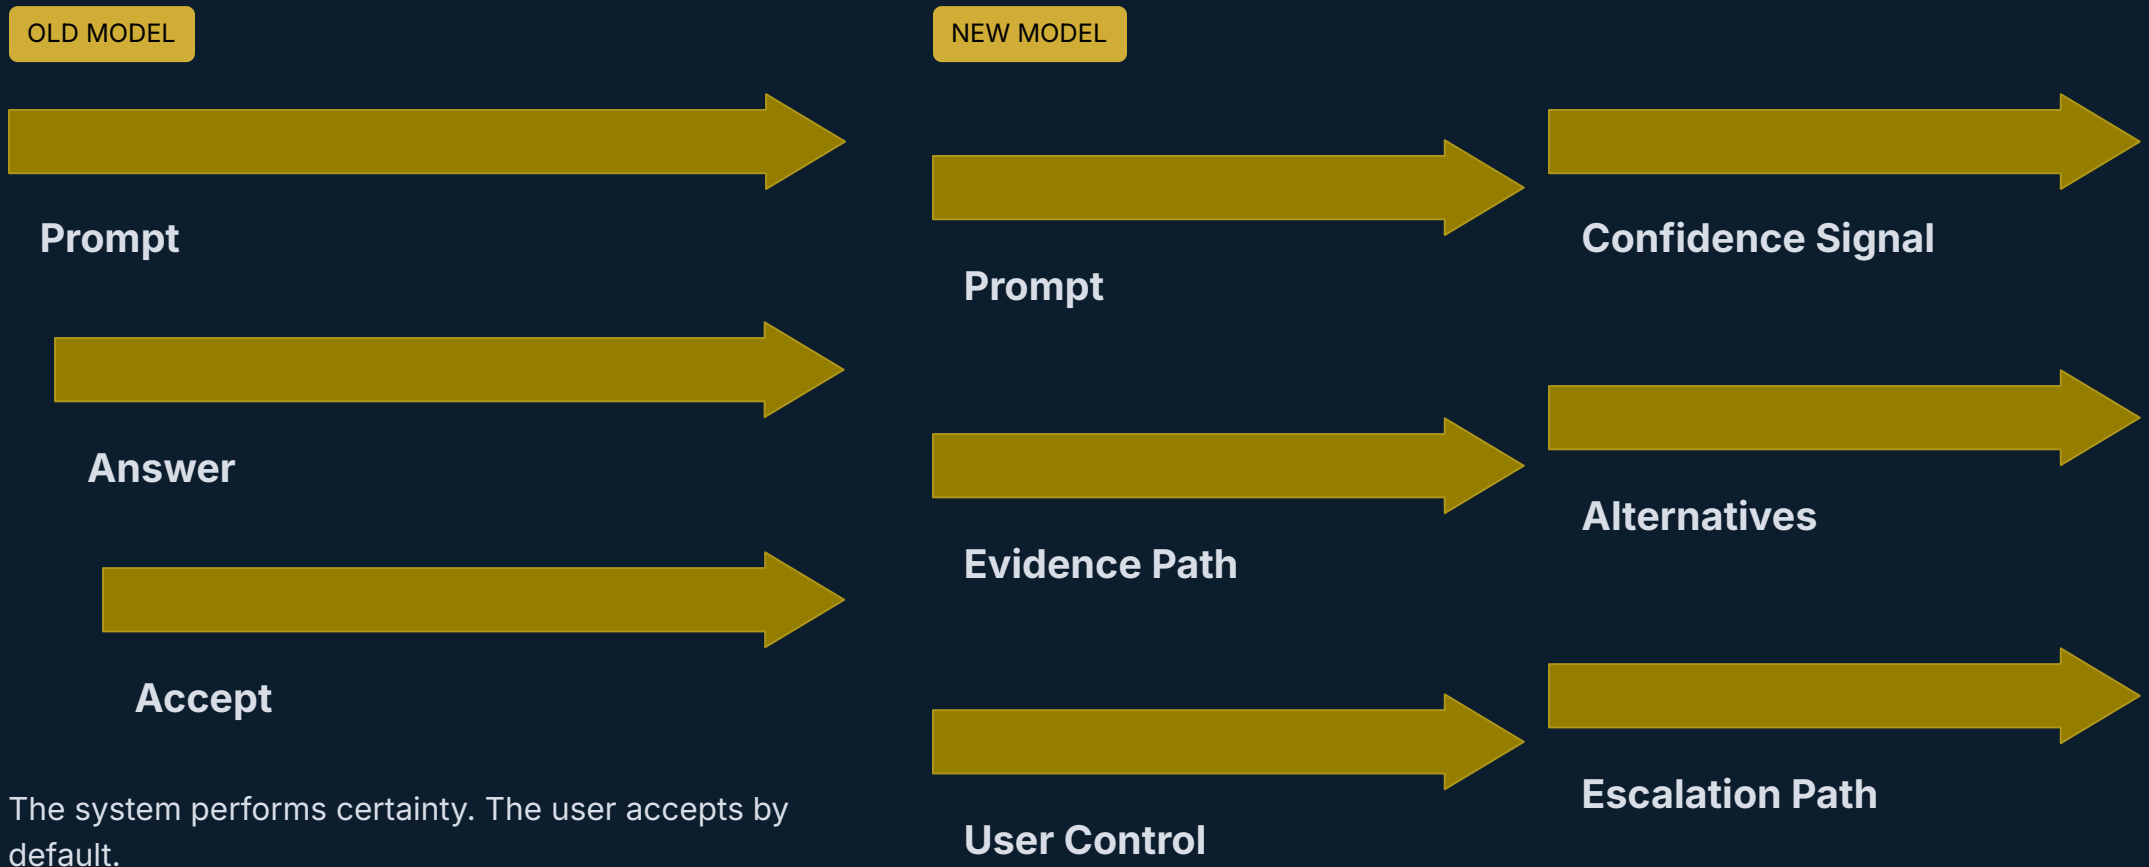 OLD MODEL
Prompt
Answer
Accept
The system performs certainty. The user accepts by
default.
NEW MODEL
Prompt
Confidence Signal
Evidence Path
Alternatives
User Control
Escalation Path